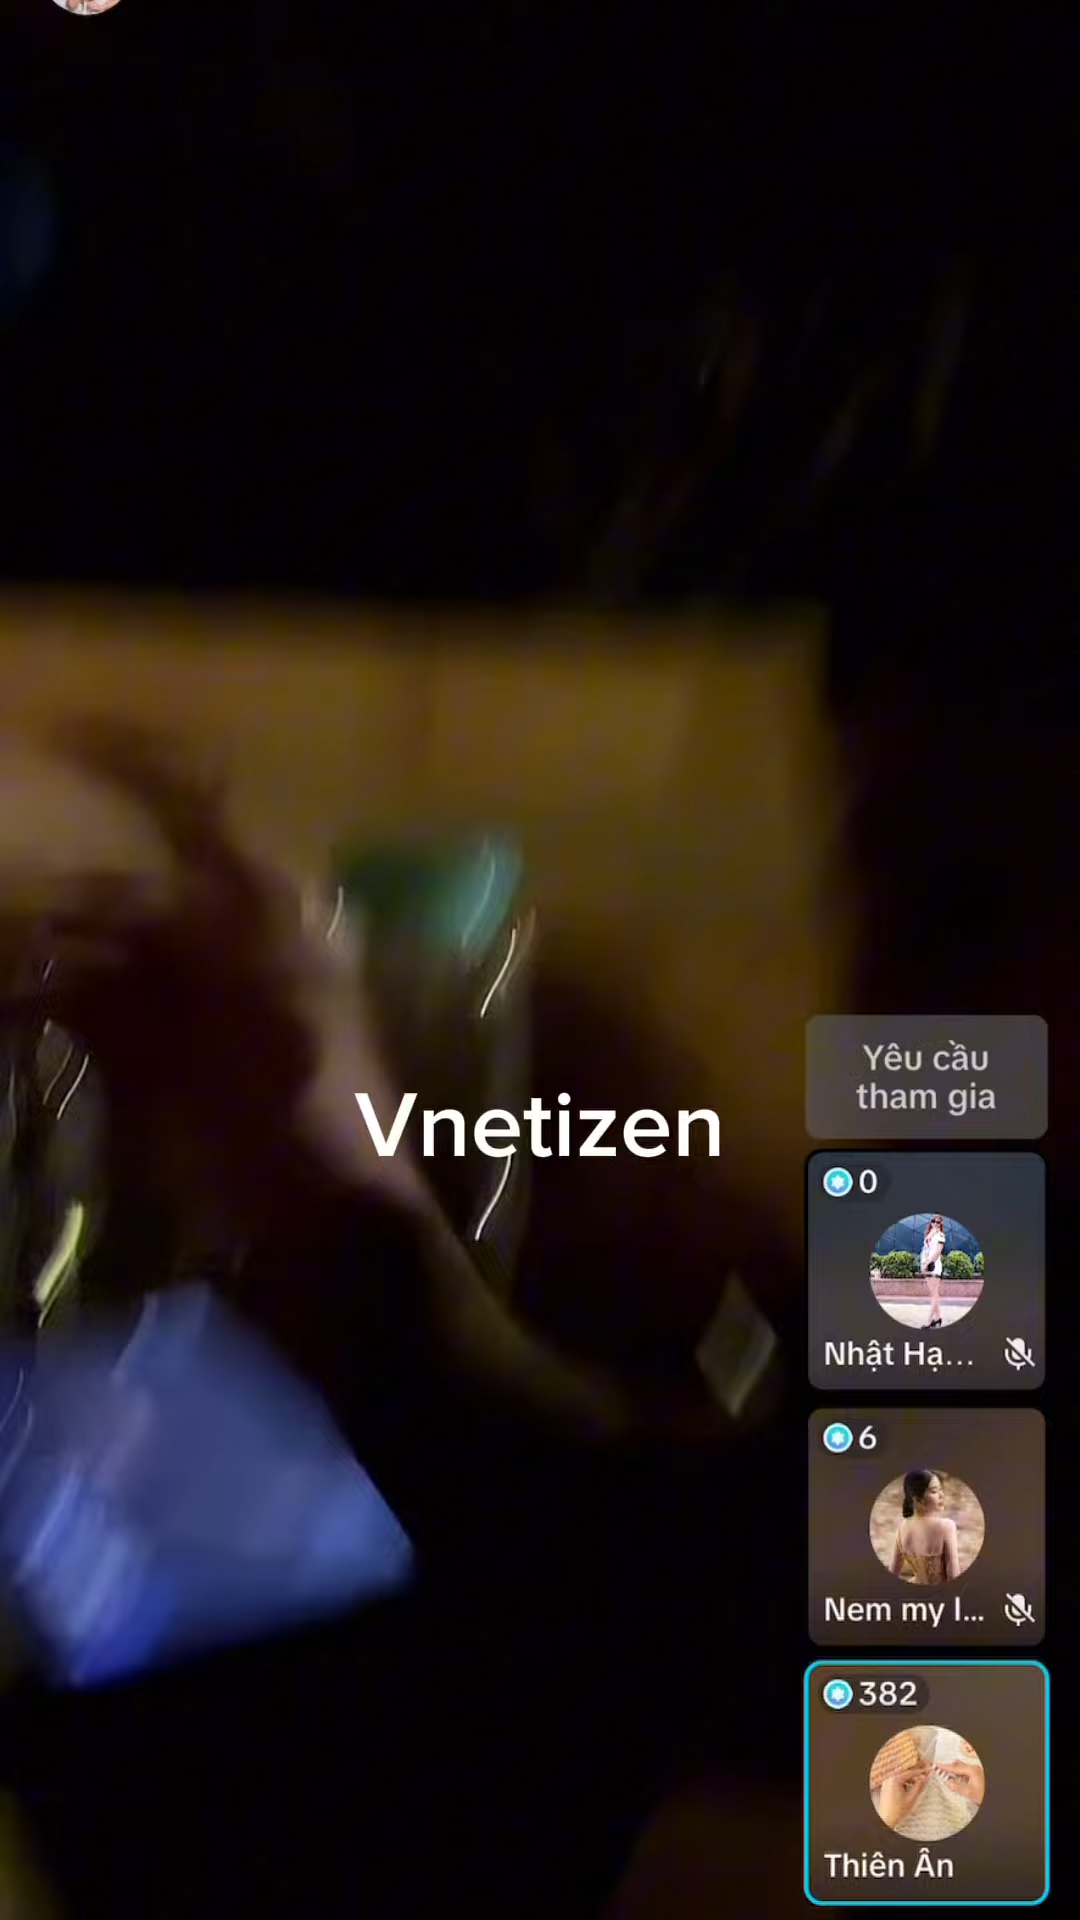 Vnetizen
Yêu cầu
tham gia
0
Nhật Hạ...
6
Nem my l...
382
Thiên Ân